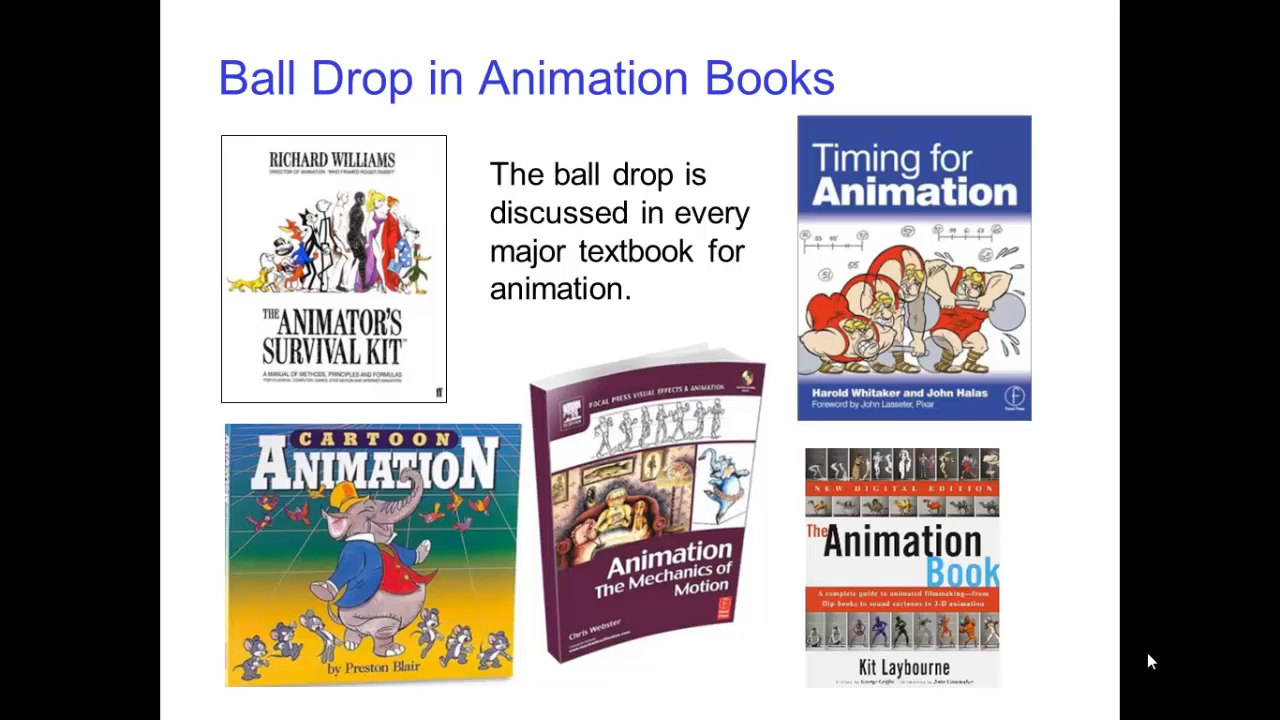 Ball Drop in Animation Books
RICHARD WILLIAMS
DIRECTOR OF ANIMATION "WHO FRAMED ROGER RABBIT"
THE ANIMATOR'S
SURVIVAL KIT
A MANUAL OF METHODS, PRINCIPLES AND FORMULAS
The ball drop is
discussed in every
major textbook for
animation.
Timing for
Animation
Harold Whitaker and John Halas
Foreword by John Lasseter, Pixar
Focal Press
CARTOON
ANIMATION
by Preston Blair
FOCAL PRESS VISUAL EFFECTS & ANIMATION
Animation
The Mechanics of
Motion
Chris Webster
NEW DIGITAL EDITION
The Animation
Book
A complete guide to animated filmmaking—from
flip-books to sound cartoons to 3-D animation
Kit Laybourne